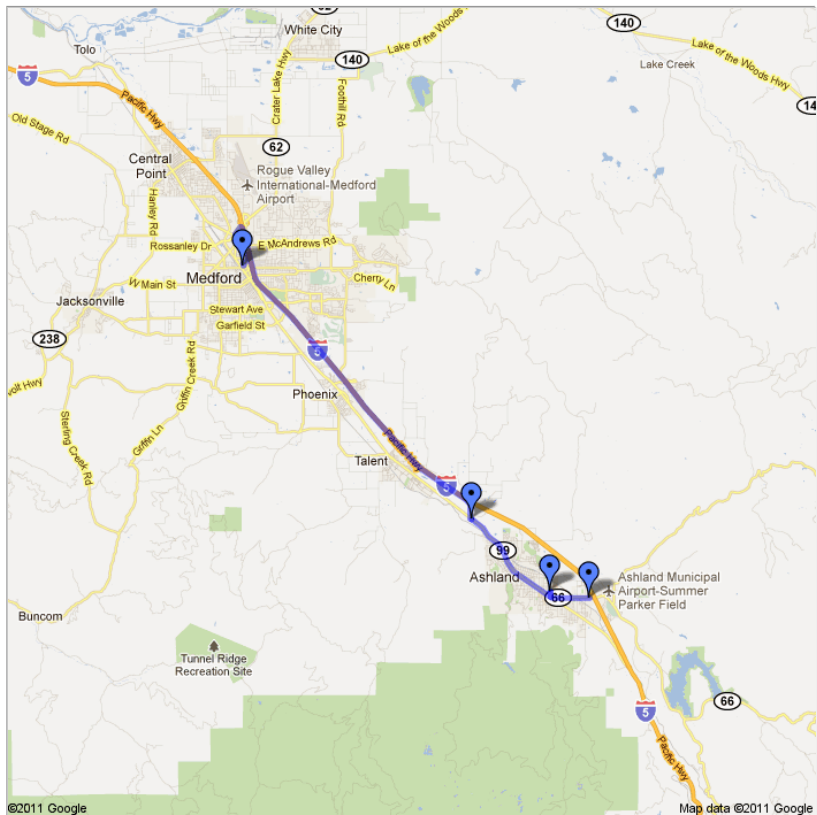 62
White City
140
Tolo
140
Lake of the Woods Hwy
Lake of the Woods Hwy
Lake Creek
5
Crater Lake Hwy
Foothill Rd
Pacific Hwy
Old Stage Rd
62
Central
Point
Rogue Valley
International-Medford
Airport
Hanley Rd
Rossanley Dr
E McAndrews Rd
Medford
W Main St
Cherry Ln
Jacksonville
Stewart Ave
Garfield St
238
5
Griffin Creek Rd
Phoenix
Sterling Creek Rd
Griffin Ln
Pacific Hwy
Talent
5
99
Ashland
Ashland Municipal
Airport-Summer
Parker Field
66
Buncom
Tunnel Ridge
Recreation Site
66
5
Pacific Hwy
©2011 Google
Map data ©2011 Google